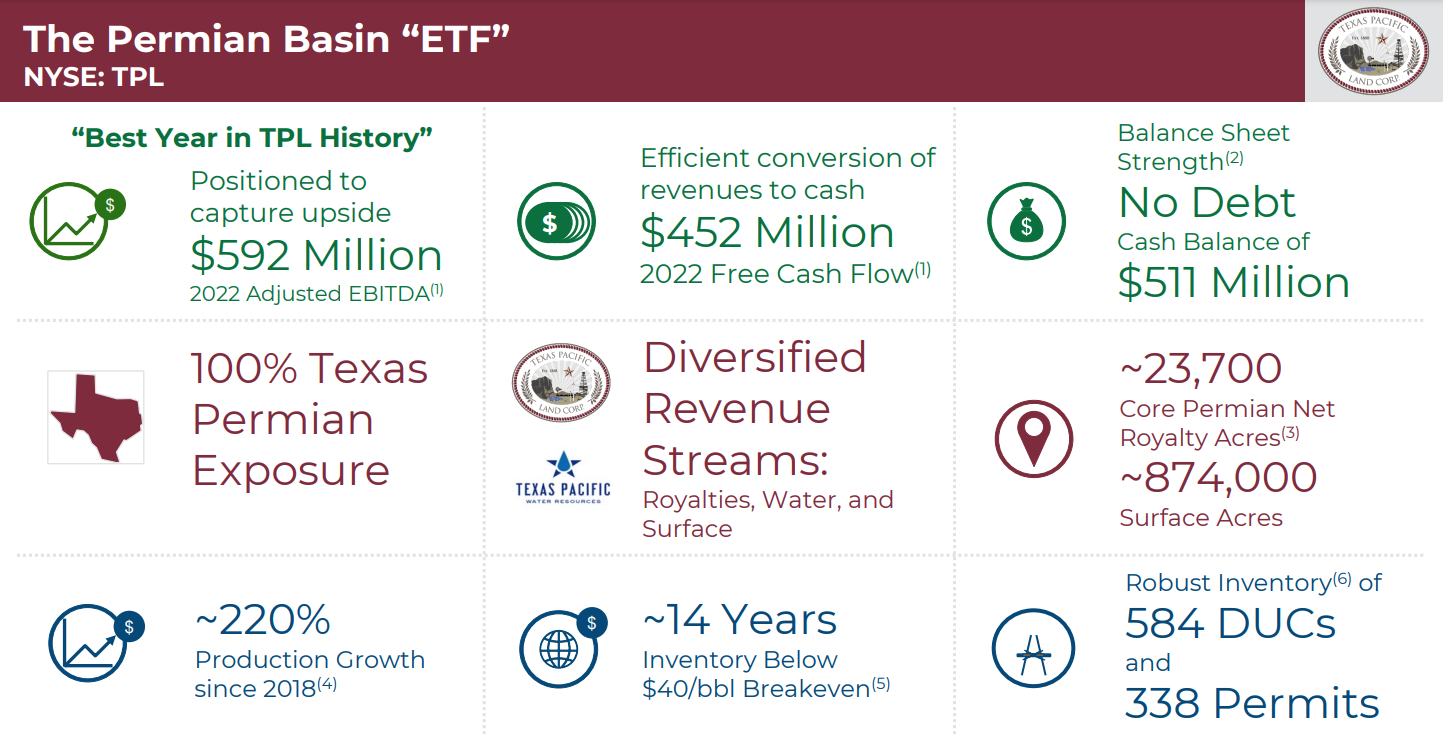 The Permian Basin “ETF”
NYSE: TPL
TEXAS PACIFIC
LAND CORP
“Best Year in TPL History”
$
Positioned to
capture upside
$592 Million
2022 Adjusted EBITDA(1)
$
Efficient conversion of
revenues to cash
$452 Million
2022 Free Cash Flow(1)
$
Balance Sheet
Strength(2)
No Debt
Cash Balance of
$511 Million
100% Texas
Permian
Exposure
TEXAS PACIFIC
LAND CORP
TEXAS PACIFIC
WATER RESOURCES
Diversified
Revenue
Streams:
Royalties, Water, and
Surface
~23,700
Core Permian Net
Royalty Acres(3)
~874,000
Surface Acres
$
~220%
Production Growth
since 2018(4)
$
~14 Years
Inventory Below
$40/bbl Breakeven(5)
Robust Inventory(6) of
584 DUCs
and
338 Permits